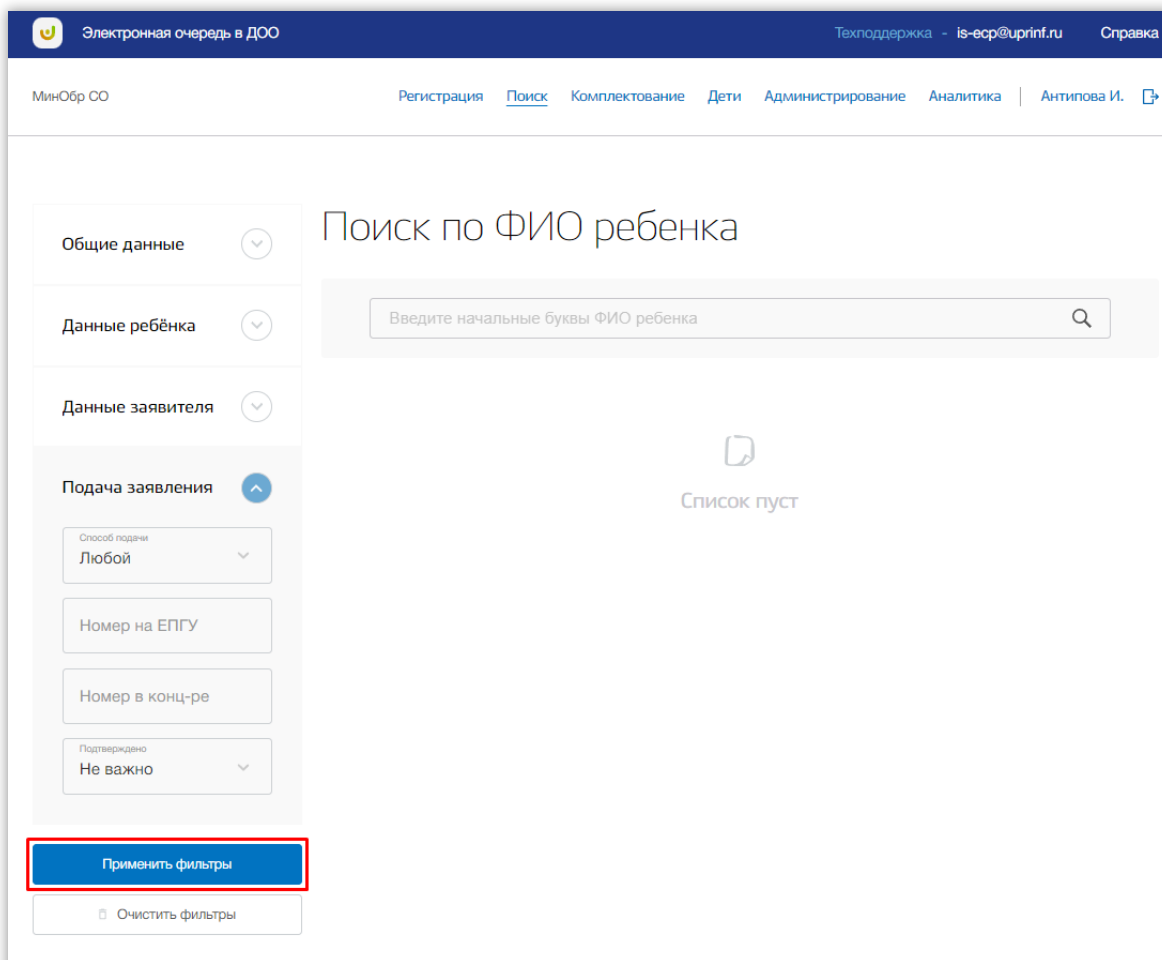 Электронная очередь в ДОО
Техподдержка - is-ecp@uprinf.ru Справка
МинОбр СО
Регистрация Поиск Комплектование Дети Администрирование Аналитика Антипова И.
Общие данные
Данные ребёнка
Данные заявителя
Подача заявления
Способ подачи
Любой
Номер на ЕПГУ
Номер в конц-ре
Подтверждено
Не важно
Применить фильтры
Очистить фильтры
Поиск по ФИО ребенка
Введите начальные буквы ФИО ребенка
Список пуст